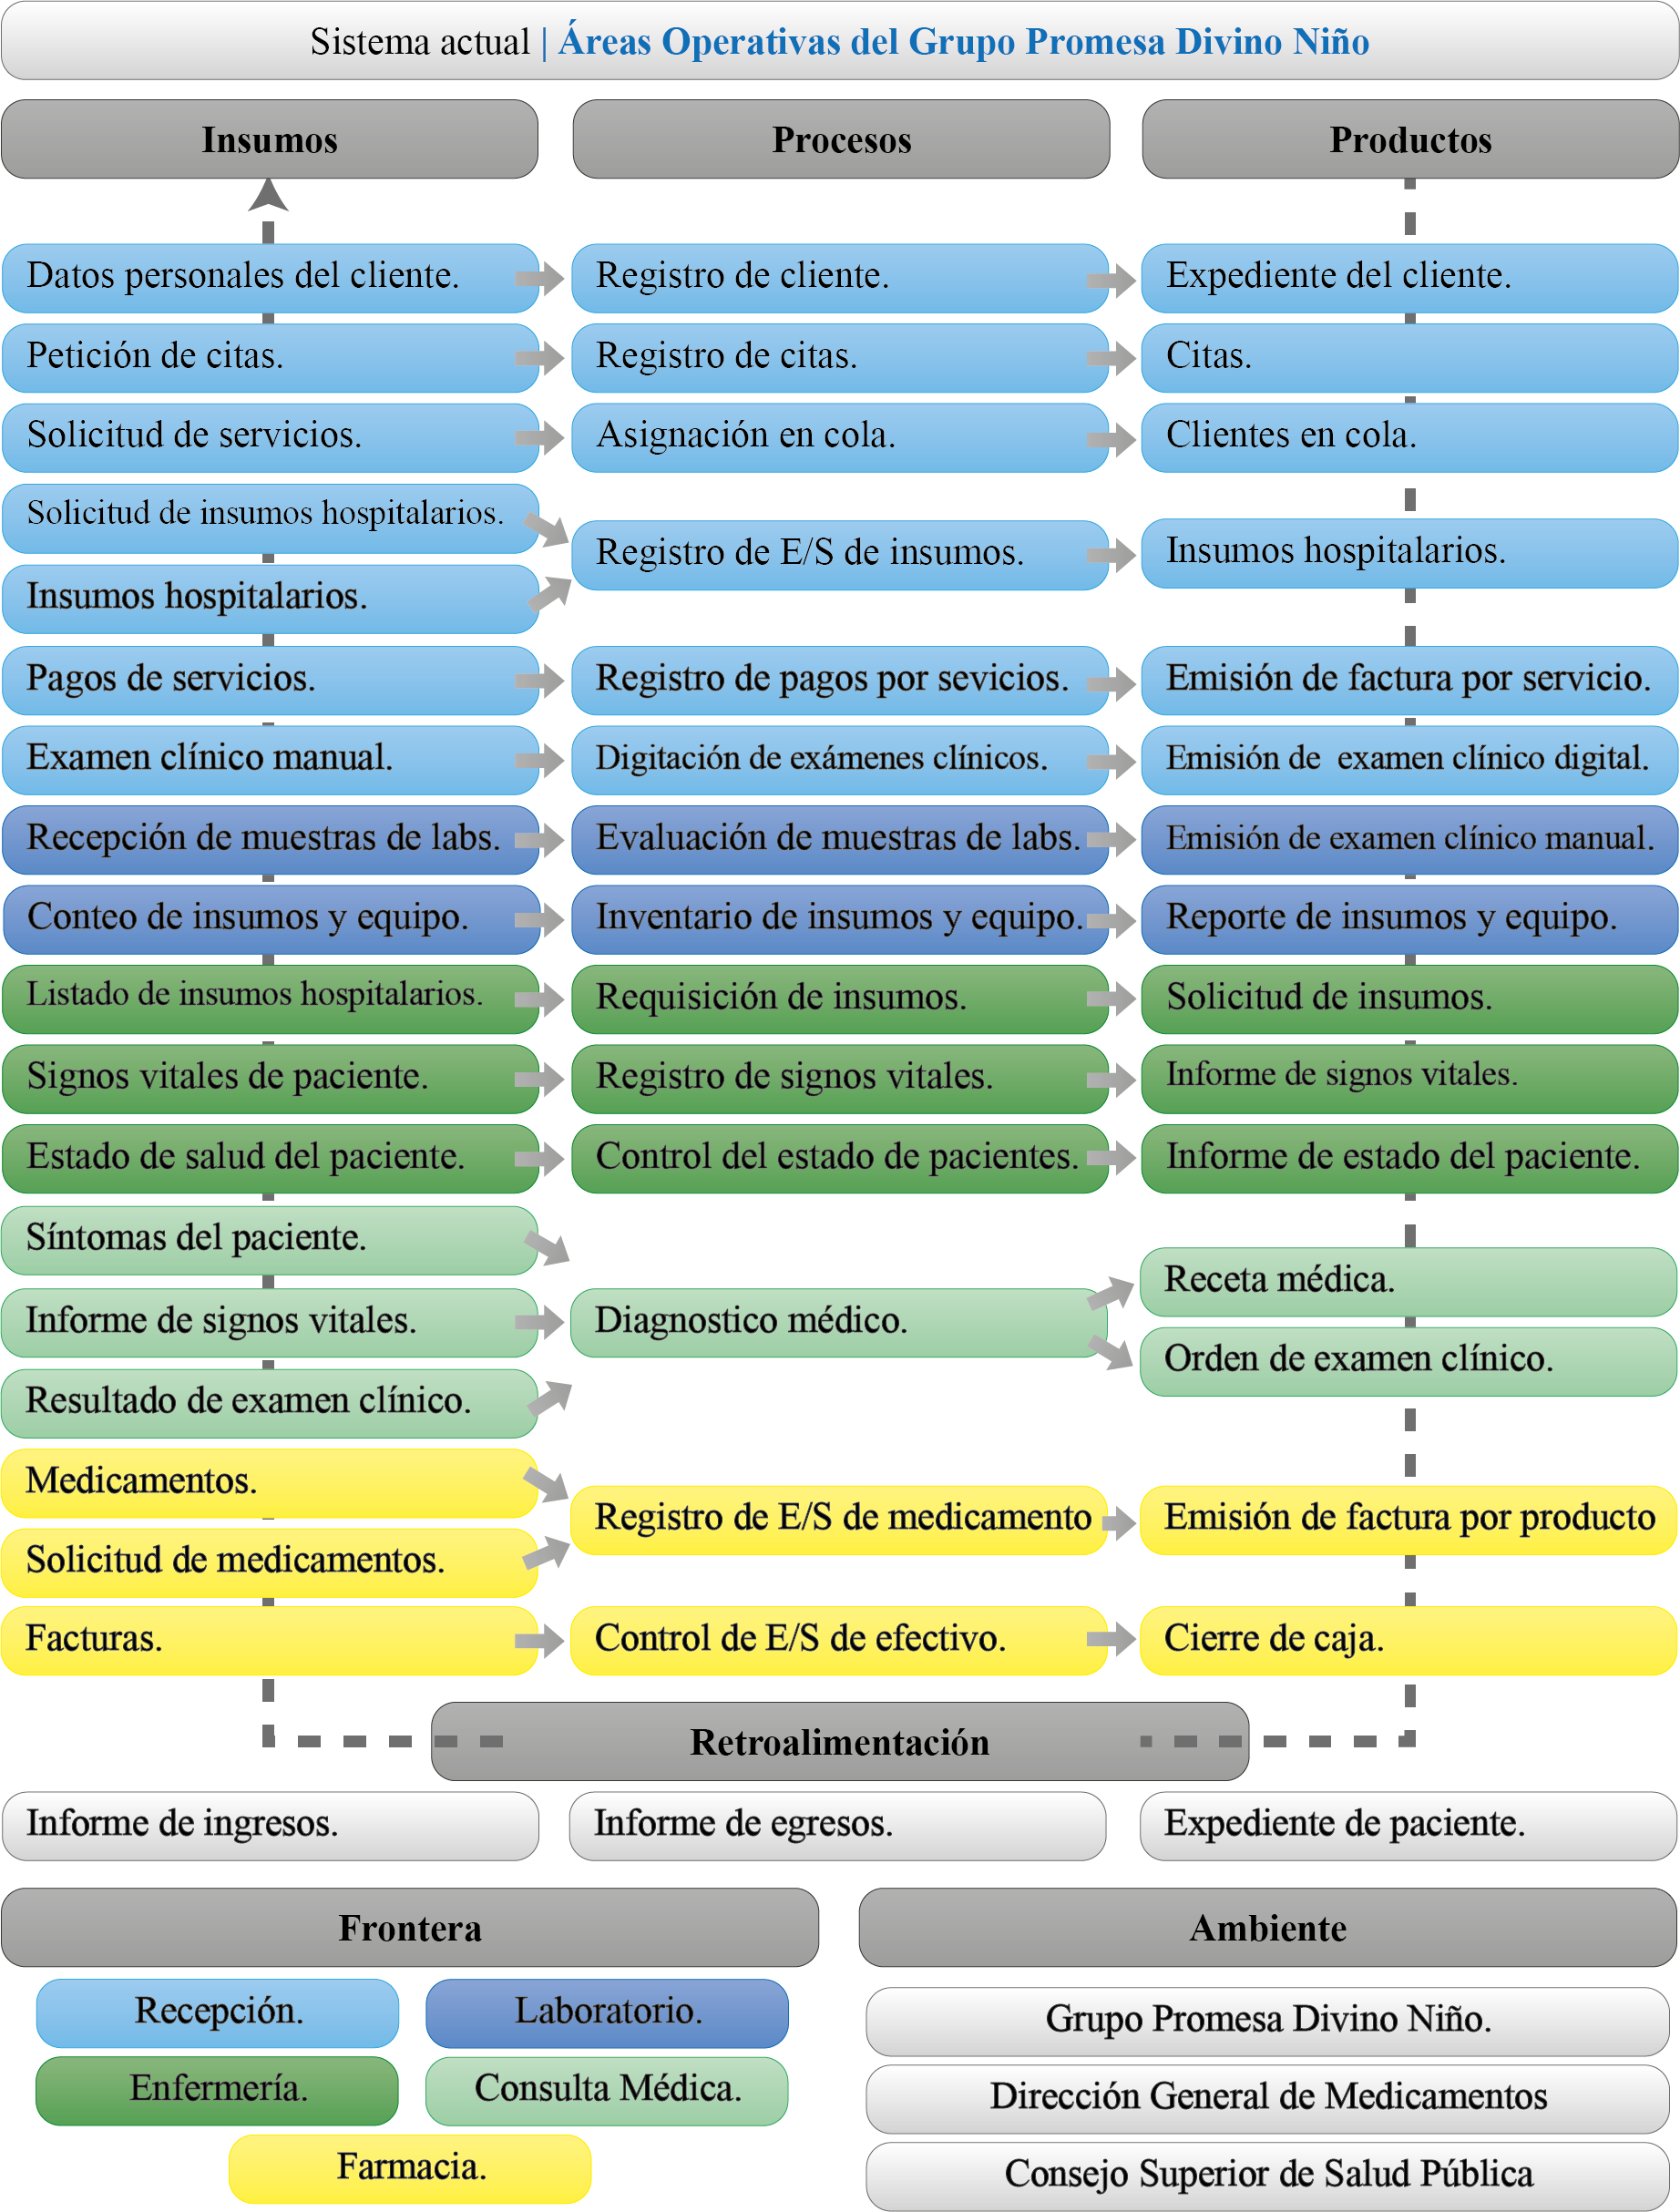 Sistema actual | Áreas Operativas del Grupo Promesa Divino Niño
Insumos
Procesos
Productos
Datos personales del cliente.
Registro de cliente.
Expediente del cliente.
Petición de citas.
Registro de citas.
Citas.
Solicitud de servicios.
Asignación en cola.
Clientes en cola.
Solicitud de insumos hospitalarios.
Insumos hospitalarios.
Registro de E/S de insumos.
Insumos hospitalarios.
Pagos de servicios.
Registro de pagos por sevicios.
Emisión de factura por servicio.
Examen clínico manual.
Digitación de exámenes clínicos.
Emisión de examen clínico digital.
Recepción de muestras de labs.
Evaluación de muestras de labs.
Emisión de examen clínico manual.
Conteo de insumos y equipo.
Inventario de insumos y equipo.
Reporte de insumos y equipo.
Listado de insumos hospitalarios.
Requisición de insumos.
Solicitud de insumos.
Signos vitales de paciente.
Registro de signos vitales.
Informe de signos vitales.
Estado de salud del paciente.
Control del estado de pacientes.
Informe de estado del paciente.
Síntomas del paciente.
Informe de signos vitales.
Resultado de examen clínico.
Diagnostico médico.
Receta médica.
Orden de examen clínico.
Medicamentos.
Solicitud de medicamentos.
Registro de E/S de medicamento
Emisión de factura por producto
Facturas.
Control de E/S de efectivo.
Cierre de caja.
Retroalimentación
Informe de ingresos.
Informe de egresos.
Expediente de paciente.
Frontera
Recepción.
Laboratorio.
Enfermería.
Consulta Médica.
Farmacia.
Ambiente
Grupo Promesa Divino Niño.
Dirección General de Medicamentos
Consejo Superior de Salud Pública